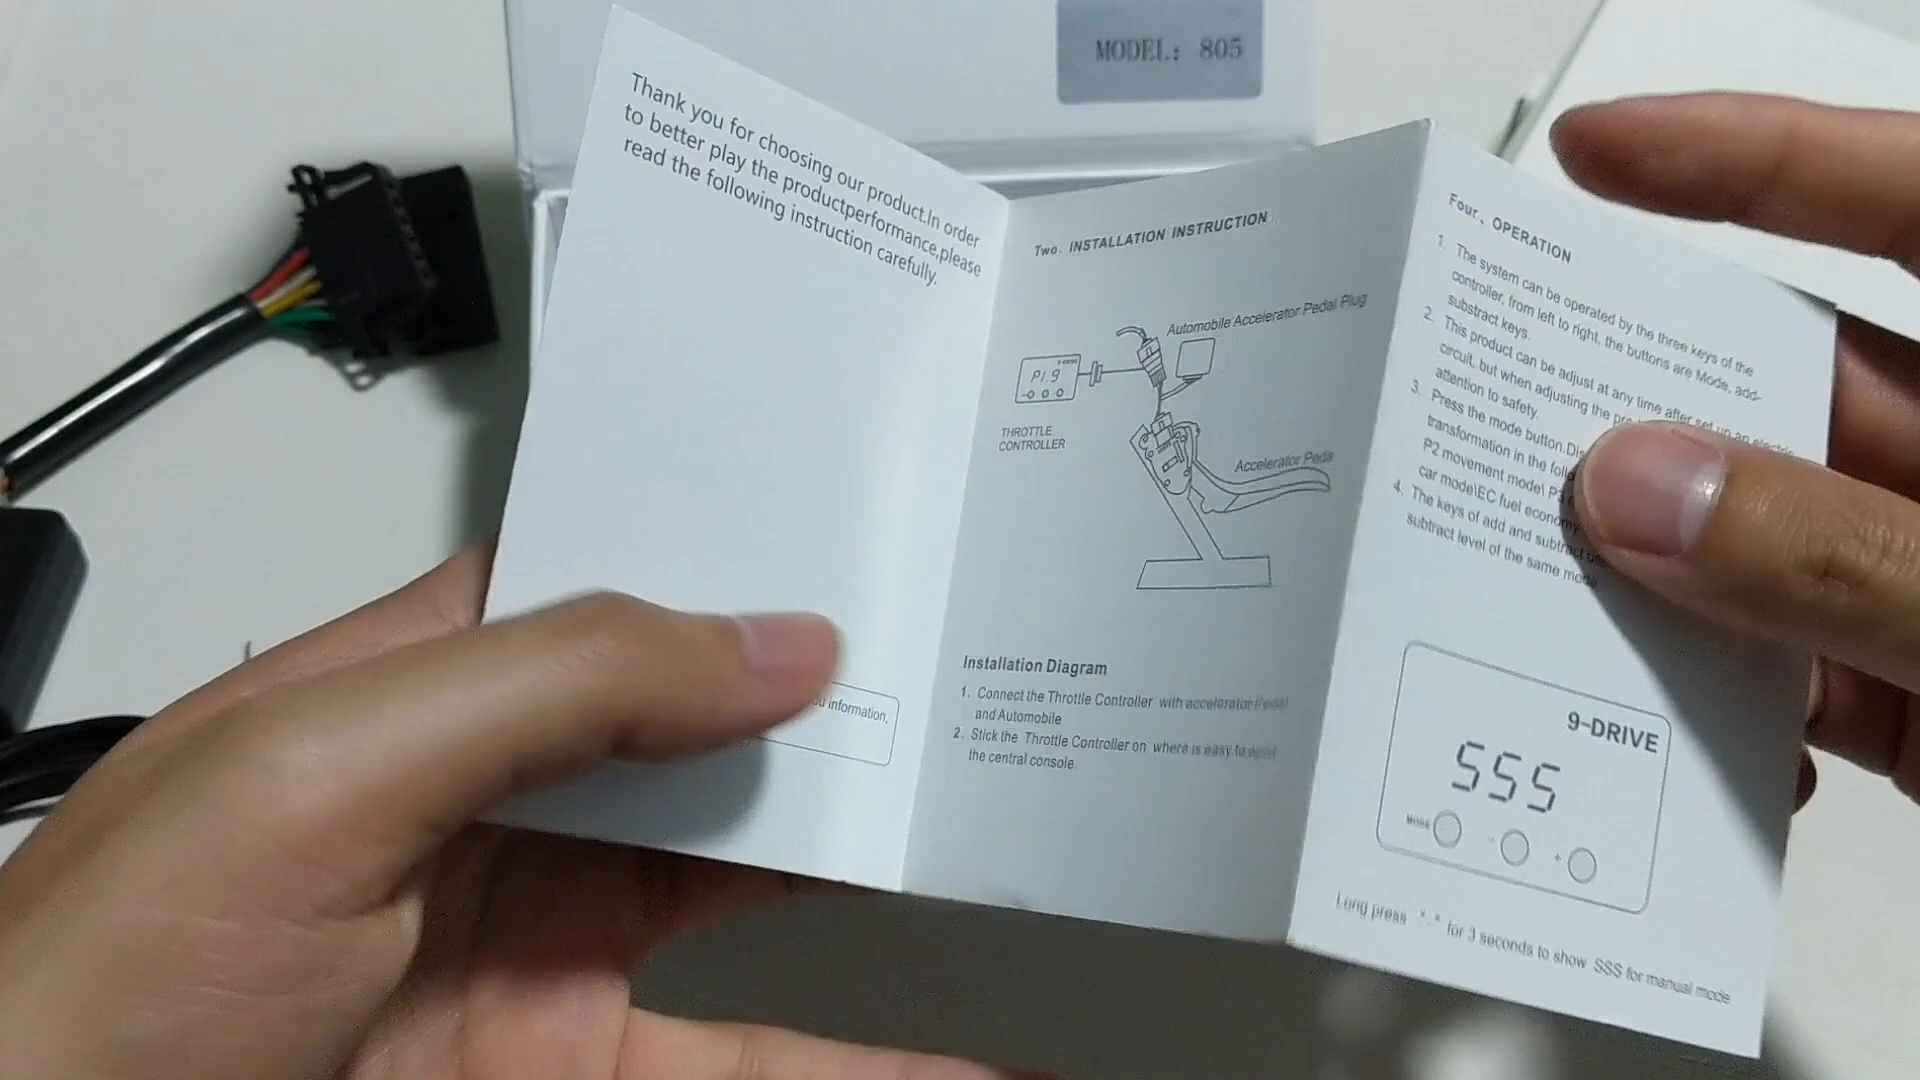 MODEL: 805
Thank you for choosing our product.In order
to better play the productperformance,please
read the following instruction carefully.
information,
Two. INSTALLATION INSTRUCTION
Automobile Accelerator Pedal Plug
9-DRIVE
P1.9
THROTTLE
CONTROLLER
Accelerator Peda
Installation Diagram
1. Connect the Throttle Controller with accelerator Pedal
and Automobile
2. Stick the Throttle Controller on where is easy to
the central console.
Four、OPERATION
1. The system can be operated by the three keys of the
controller, from left to right, the buttons are Mode, add-
substract keys.
2. This product can be adjust at any time after set up an electric
circuit, but when adjusting the
attention to safety.
3. Press the mode button.
transformation in the
P2 movement mode\
car mode\EC fuel economy
4. The keys of add and subtract
subtract level of the same mode
9-DRIVE
SSS
MODE - +
Long press "-" for 3 seconds to show SSS for manual mode